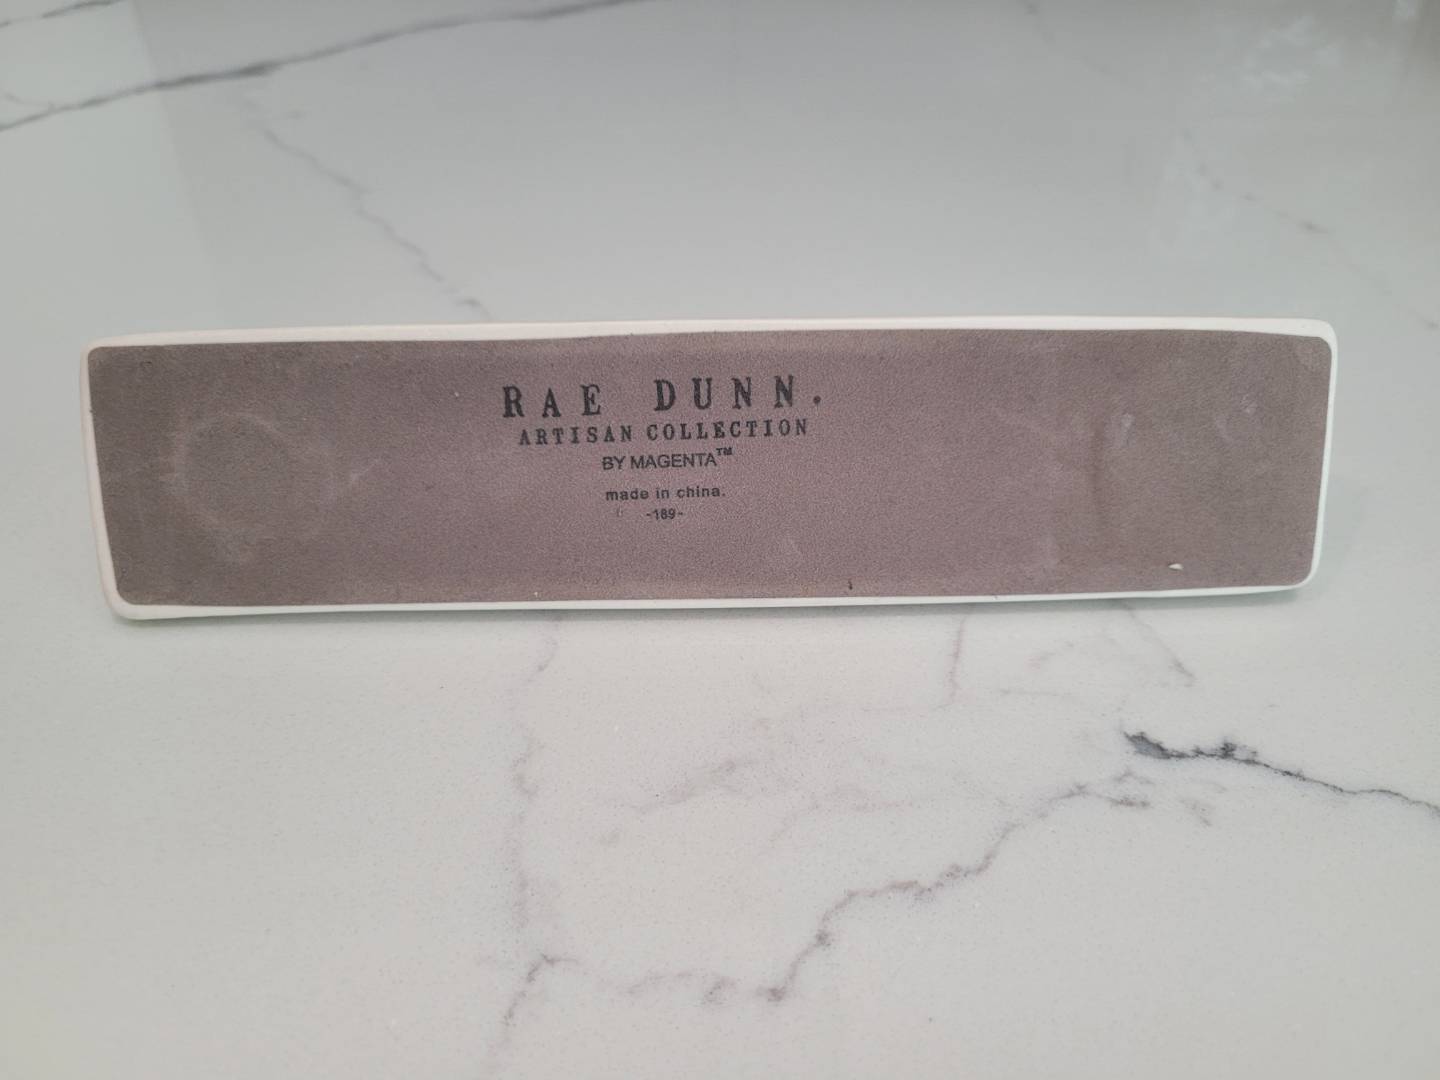 RAE DUNN.
ARTISAN COLLECTION
BY MAGENTA™
made in china.
-189-